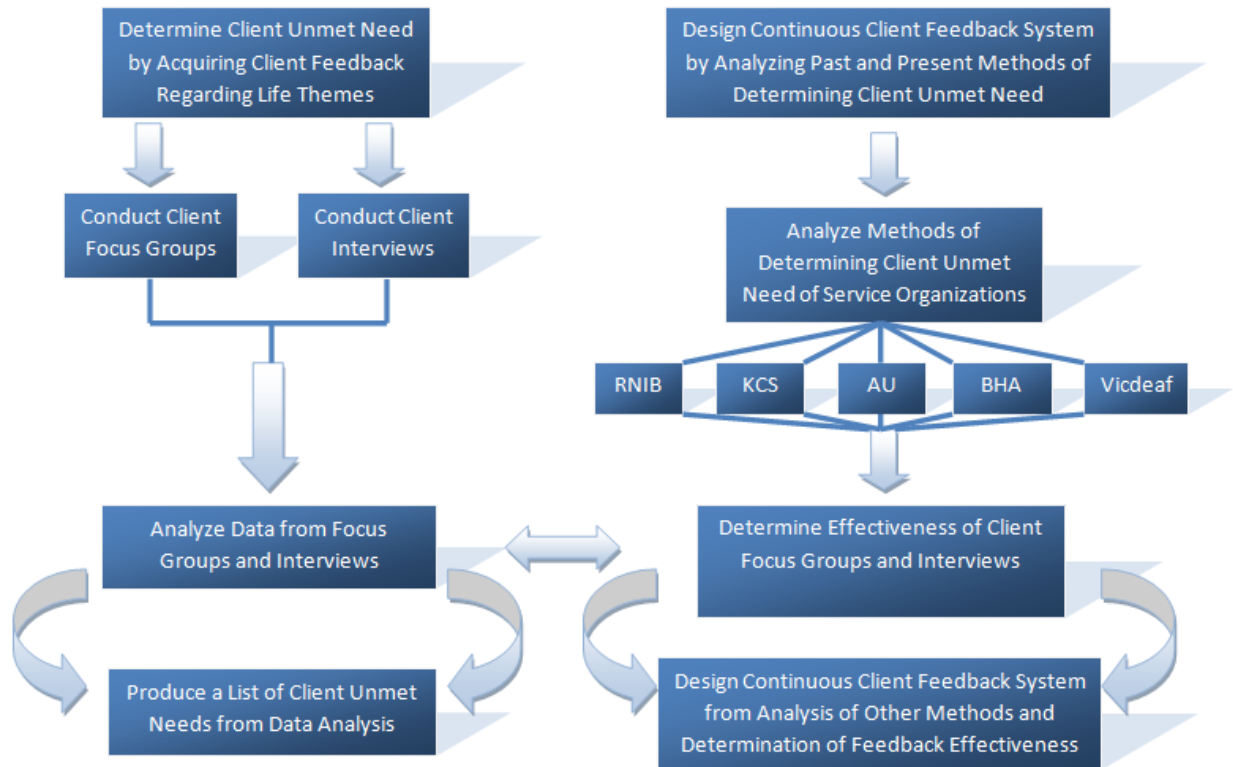 Determine Client Unmet Need
by Acquiring Client Feedback
Regarding Life Themes
Conduct Client
Focus Groups
Conduct Client
Interviews
Analyze Data from Focus
Groups and Interviews
Produce a List of Client Unmet
Needs from Data Analysis
Design Continuous Client Feedback System
by Analyzing Past and Present Methods of
Determining Client Unmet Need
Analyze Methods of
Determining Client Unmet
Need of Service Organizations
RNIB
KCS
AU
BHA
Vicdeaf
Determine Effectiveness of Client
Focus Groups and Interviews
Design Continuous Client Feedback System
from Analysis of Other Methods and
Determination of Feedback Effectiveness